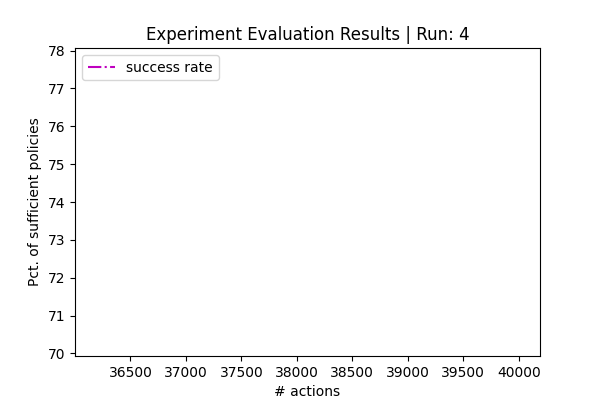 Experiment Evaluation Results | Run: 4
success rate
Pct. of sufficient policies
78
77
76
75
74
73
72
71
70
36500 37000 37500 38000 38500 39000 39500 40000
# actions